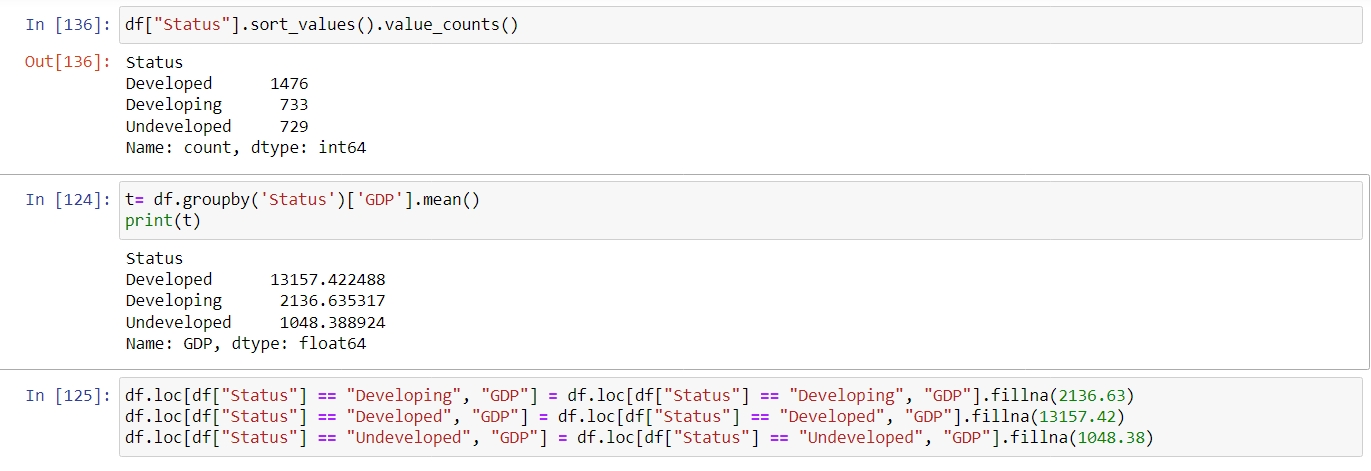 In [136]: df["Status"].sort_values().value_counts()
Out[136]: Status
Developed      1476
Developing      733
Undeveloped     729
Name: count, dtype: int64
In [124]: t= df.groupby('Status')['GDP'].mean()
print(t)
Status
Developed      13157.422488
Developing      2136.635317
Undeveloped     1048.388924
Name: GDP, dtype: float64
In [125]: df.loc[df["Status"] == "Developing", "GDP"] = df.loc[df["Status"] == "Developing", "GDP"].fillna(2136.63)
df.loc[df["Status"] == "Developed", "GDP"] = df.loc[df["Status"] == "Developed", "GDP"].fillna(13157.42)
df.loc[df["Status"] == "Undeveloped", "GDP"] = df.loc[df["Status"] == "Undeveloped", "GDP"].fillna(1048.38)